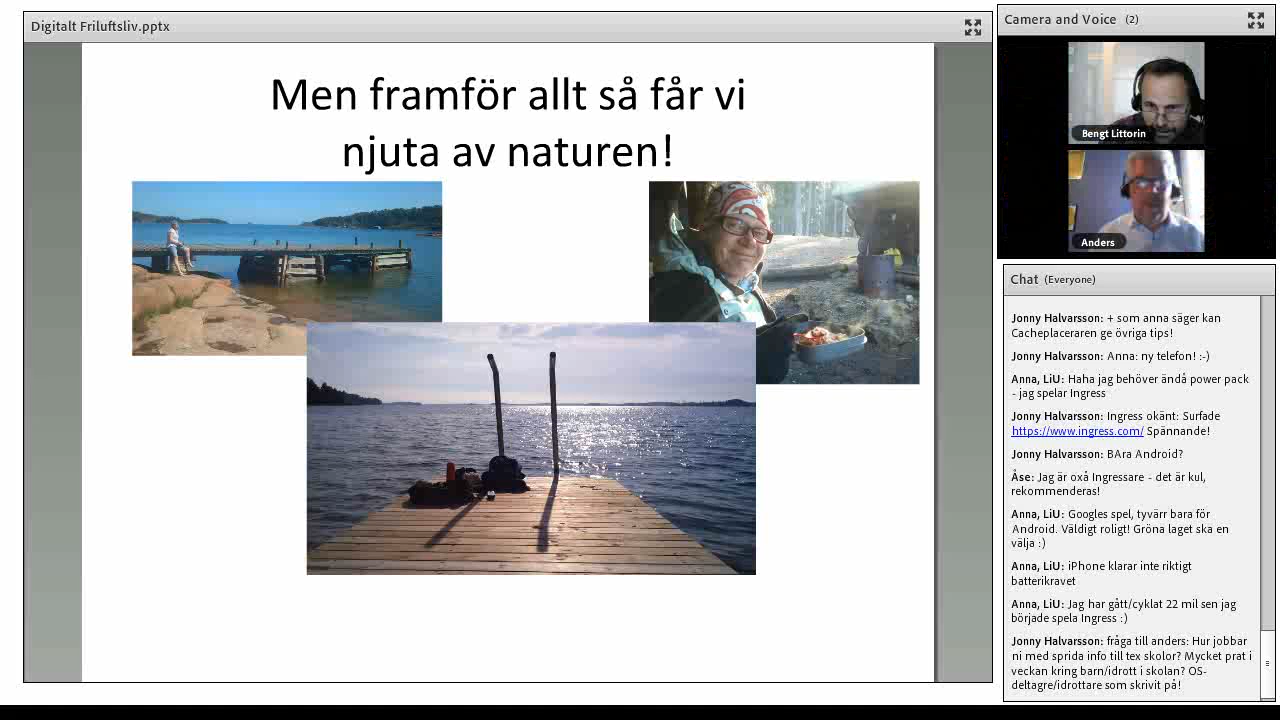 Digitalt Friluftsliv.pptx
Men framför allt så får vi
njuta av naturen!
Camera and Voice (2)
Bengt Littorin
Anders
Chat (Everyone)
Jonny Halvarsson: + som anna säger kan
Cacheplaceraren ge övriga tips!
Jonny Halvarsson: Anna: ny telefon! :-)
Anna, LiU: Haha jag behöver ändå power pack
- jag spelar Ingress
Jonny Halvarsson: Ingress okänt: Surfade
https://www.ingress.com/ Spännande!
Jonny Halvarsson: BAra Android?
Åse: Jag är oxå Ingressare - det är kul,
rekommenderas!
Anna, LiU: Googles spel, tyvärr bara för
Android. Väldigt roligt! Gröna laget ska en
välja :)
Anna, LiU: iPhone klarar inte riktigt
batterikravet
Anna, LiU: Jag har gått/cyklat 22 mil sen jag
började spela Ingress :)
Jonny Halvarsson: fråga till anders: Hur jobbar
ni med sprida info till tex skolor? Mycket prat i
veckan kring barn/idrott i skolan? OS-
deltagre/idrottare som skrivit på!